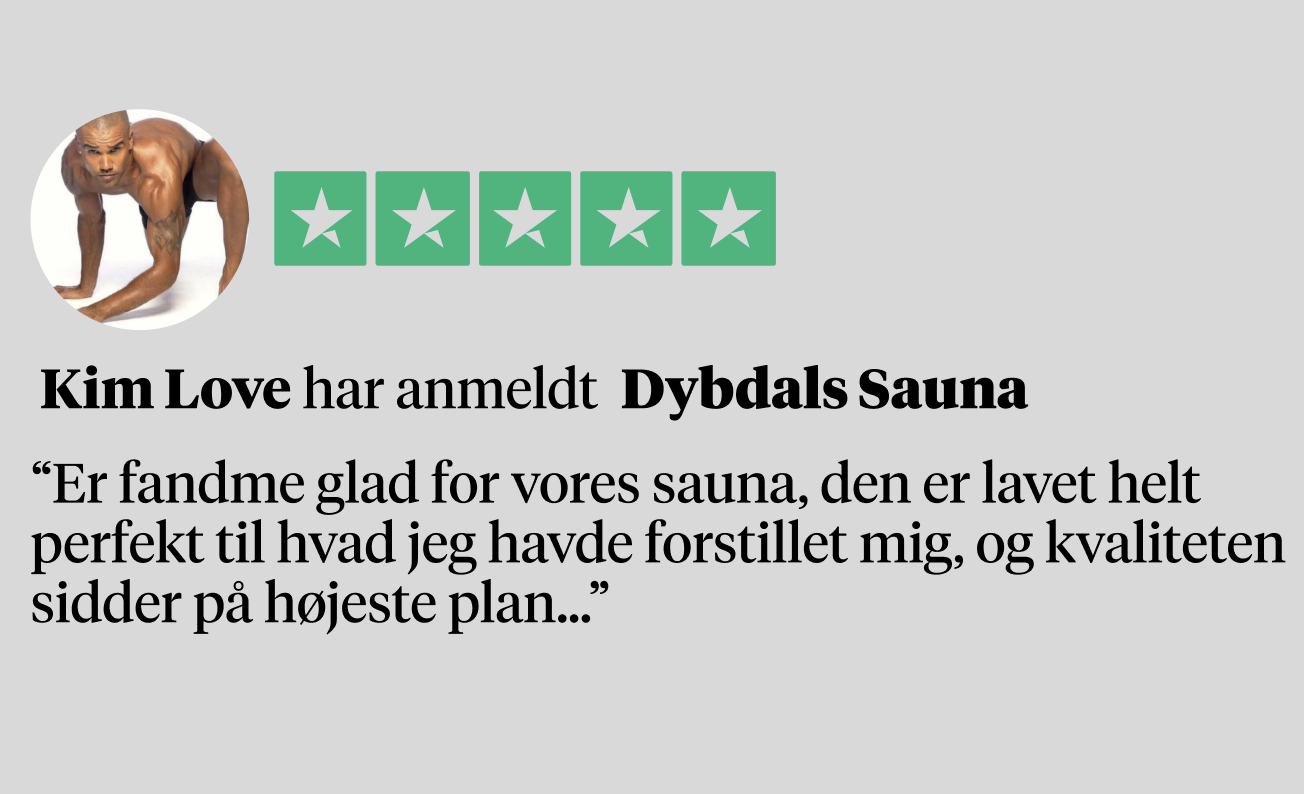 Kim Love har anmeldt Dybdals Sauna
“Er fandme glad for vores sauna, den er lavet helt
perfekt til hvad jeg havde forstillet mig, og kvaliteten
sidder på højeste plan...”